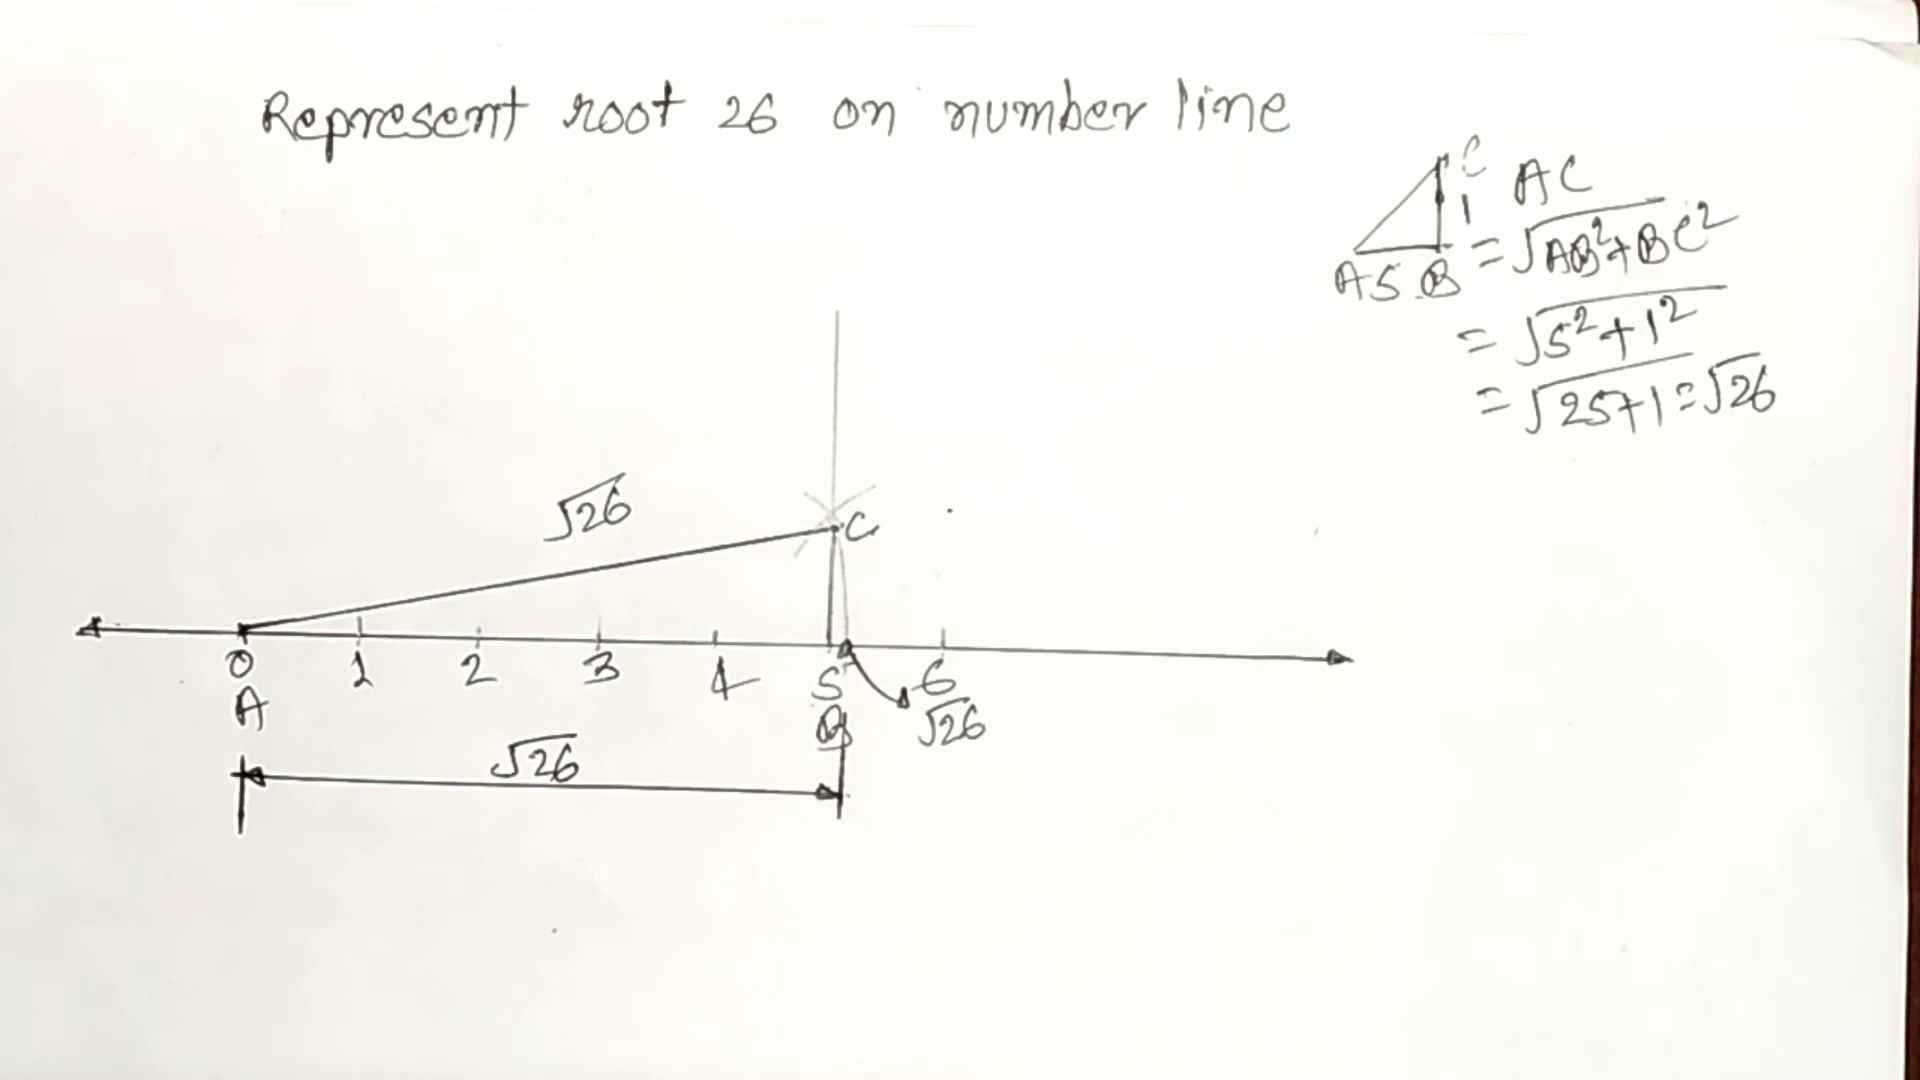 Represent root 26 on number line
C
1
A 5 B
AC
= √AB²+BC²
= √5²+1²
= √25+1 = √26
√26
C
0 1 2 3 4 5 6
A B √26
√26